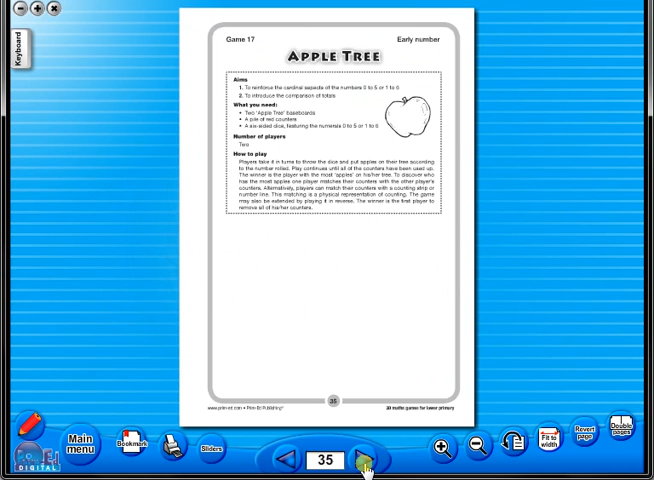 Keyboard
Game 17 Early number
APPLE TREE
Aims
1. To reinforce the cardinal aspects of the numbers 0 to 5 or 1 to 6
2. To introduce the comparison of totals
What you need:
• Two 'Apple Tree' baseboards
• A pile of red counters
• A six-sided dice, featuring the numerals 0 to 5 or 1 to 6
Number of players
Two
How to play
Players take it in turns to throw the dice and put apples on their tree according
to the number rolled. Play continues until all of the counters have been used up.
The winner is the player with the most 'apples' on his/her tree. To discover who
has the most apples one player matches their counters with the other player's
counters. Alternatively, players can match their counters with a counting strip or
number line. This matching is a physical representation of counting. The game
may also be extended by playing it in reverse. The winner is the first player to
remove all of his/her counters.
35
www.prim-ed.com • Prim-Ed Publishing® 30 maths games for lower primary
Main
menu
Bookmark
Sliders
35
Fit to
width
Revert
page
Double
pages
DIGITAL